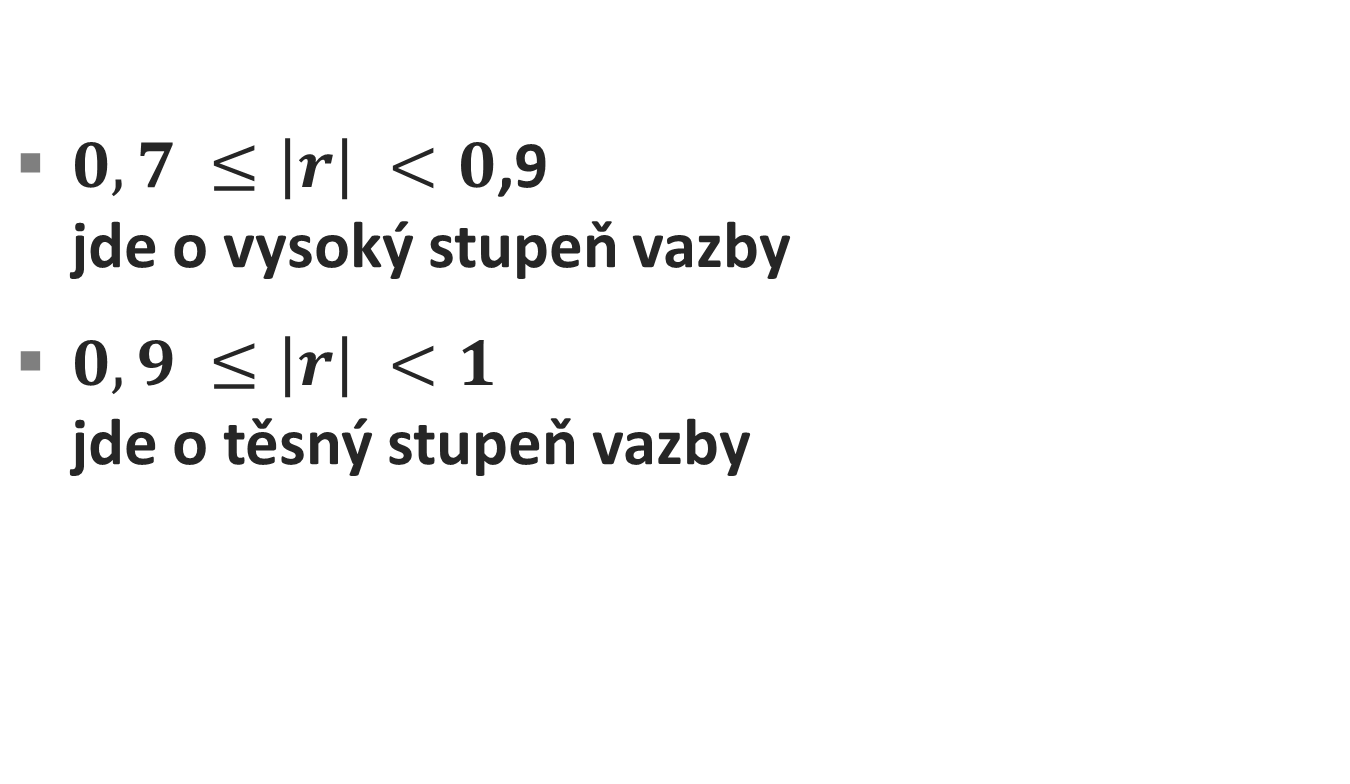 ▪ 0, 7 ≤ |r| < 0,9
jde o vysoký stupeň vazby
▪ 0, 9 ≤ |r| < 1
jde o těsný stupeň vazby